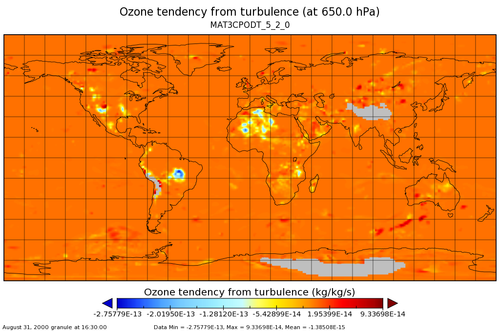 Ozone tendency from turbulence (at 650.0 hPa)
MAT3CPODT_5_2_0
Ozone tendency from turbulence (kg/kg/s)
-2.75779E-13 -2.01950E-13 -1.28120E-13 -5.42899E-14 1.95399E-14 9.33698E-14
August 31, 2000 granule at 16:30:00 Data Min = -2.75779E-13, Max = 9.33698E-14, Mean = -1.38508E-15